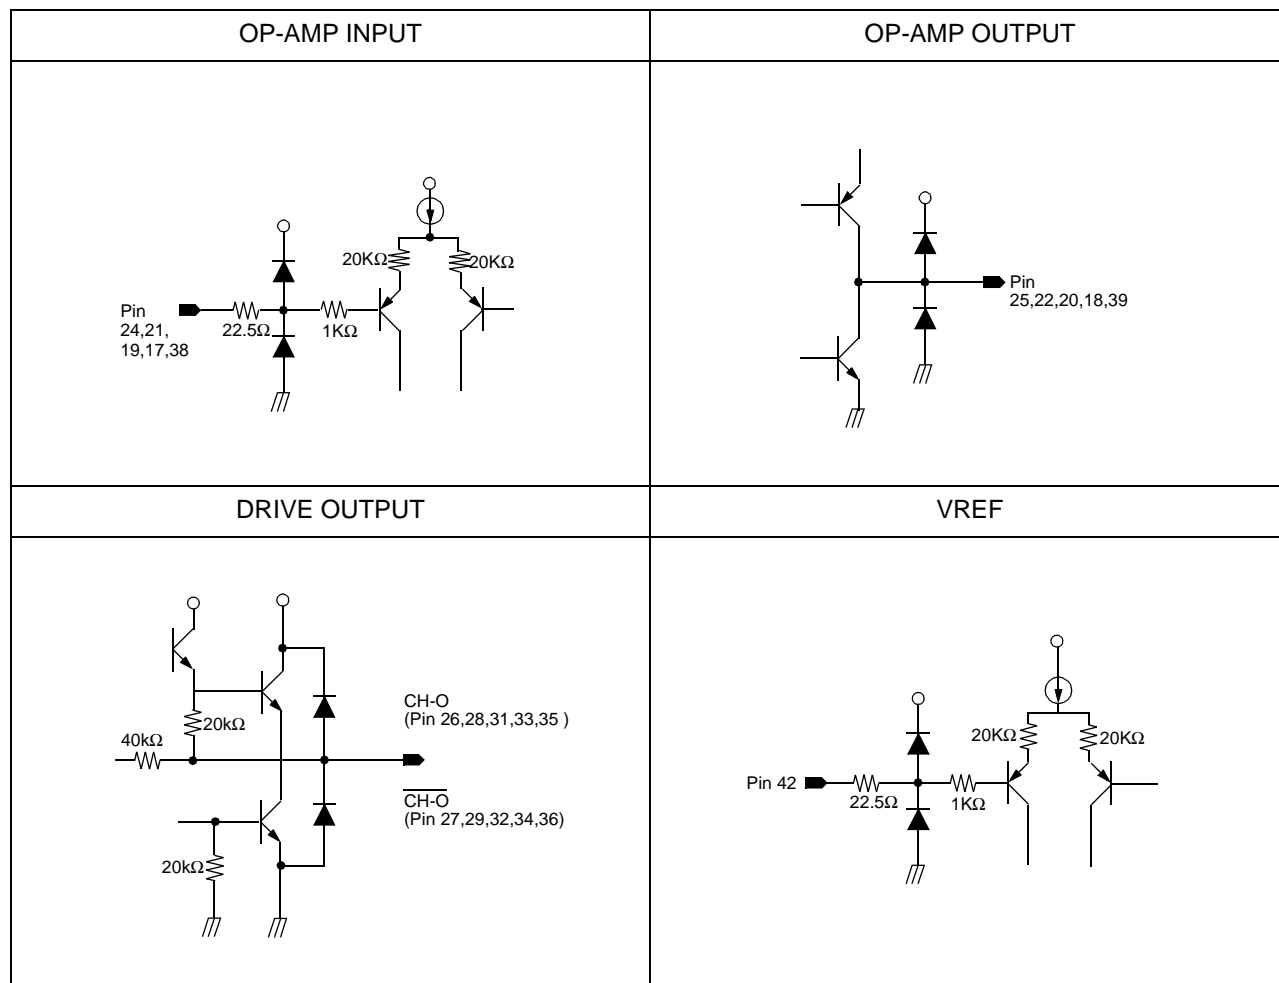 OP-AMP INPUT
OP-AMP OUTPUT
20KΩ
20KΩ
Pin
24,21,
19,17,38
22.5Ω
1KΩ
Pin
25,22,20,18,39
DRIVE OUTPUT
VREF
20kΩ
40kΩ
20kΩ
CH-O
(Pin 26,28,31,33,35 )
CH-O
(Pin 27,29,32,34,36)
20KΩ
20KΩ
Pin 42
22.5Ω
1KΩ